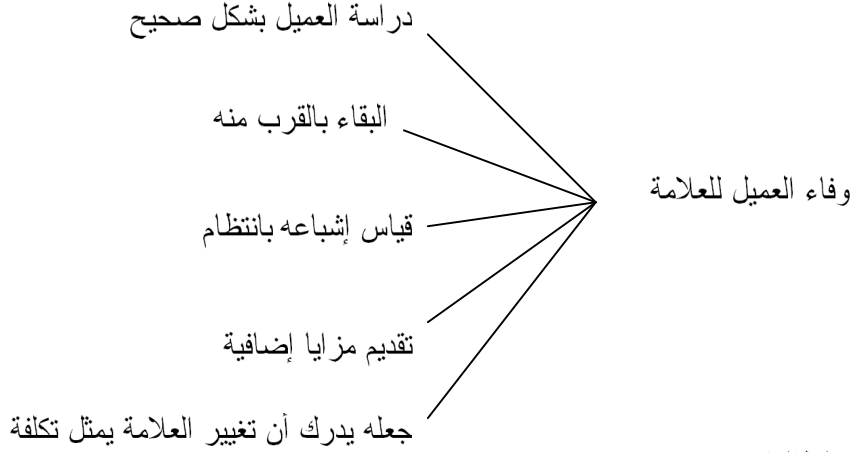 دراسة العميل بشكل صحيح
البقاء بالقرب منه
وفاء العميل للعلامة
قياس إشباعه بانتظام
تقديم مزايا إضافية
جعله يدرك أن تغيير العلامة يمثل تكلفة